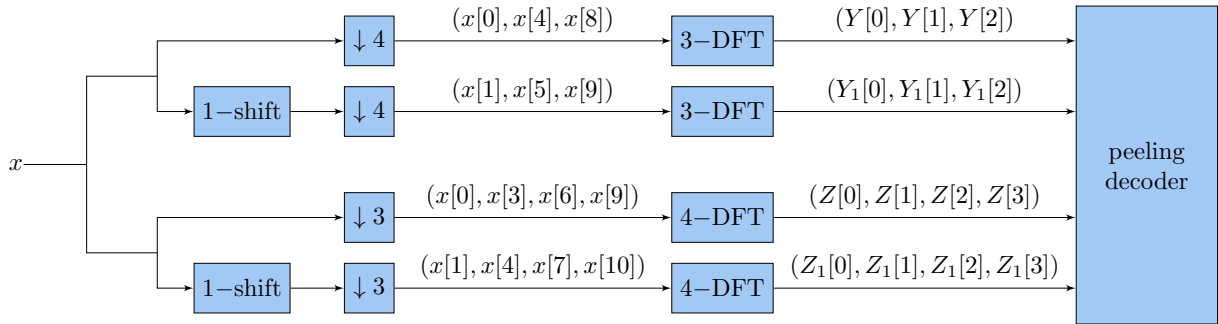 ↓ 4 (x[0], x[4], x[8]) 3−DFT (Y[0], Y[1], Y[2])
1−shift ↓ 4 (x[1], x[5], x[9]) 3−DFT (Y₁[0], Y₁[1], Y₁[2])
x
peeling
decoder
↓ 3 (x[0], x[3], x[6], x[9]) 4−DFT (Z[0], Z[1], Z[2], Z[3])
1−shift ↓ 3 (x[1], x[4], x[7], x[10]) 4−DFT (Z₁[0], Z₁[1], Z₁[2], Z₁[3])